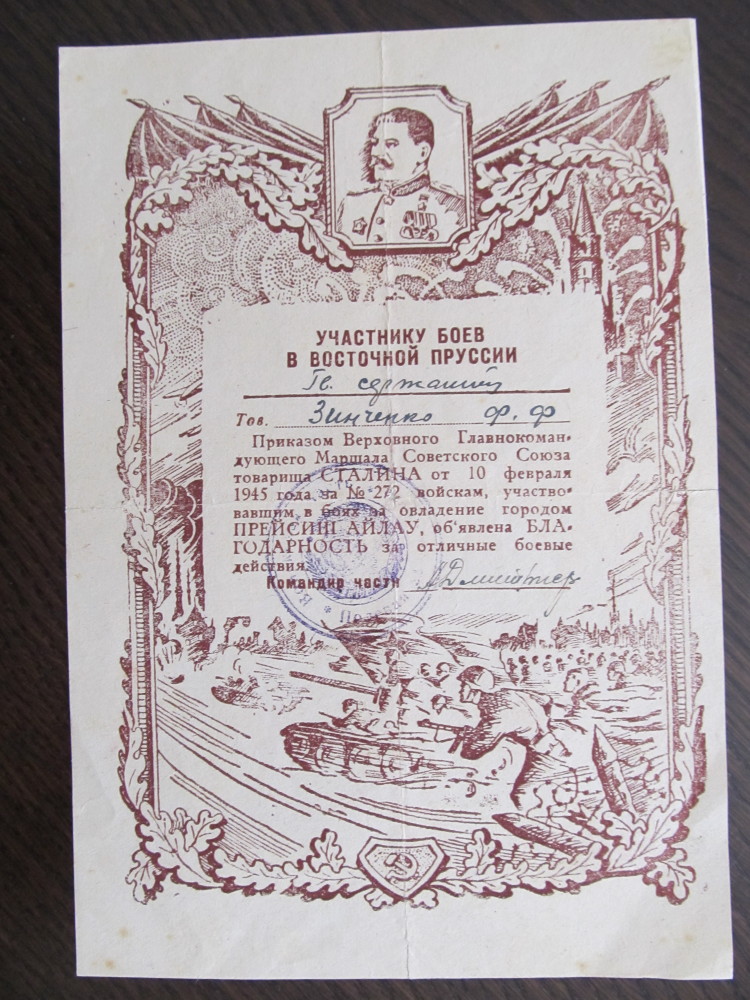 УЧАСТНИКУ БОЕВ
В ВОСТОЧНОЙ ПРУССИИ
Гв. сержанту
Тов. Зинченко Ф. Ф
Приказом Верховного Главнокоман-
дующего Маршала Советского Союза
товарища СТАЛИНА от 10 февраля
1945 года за № 272 войскам, участво-
вавшим в боях за овладение городом
ПРЕЙСИШ АЙЛАУ, об'явлена БЛА-
ГОДАРНОСТЬ за отличные боевые
действия.
Командир части